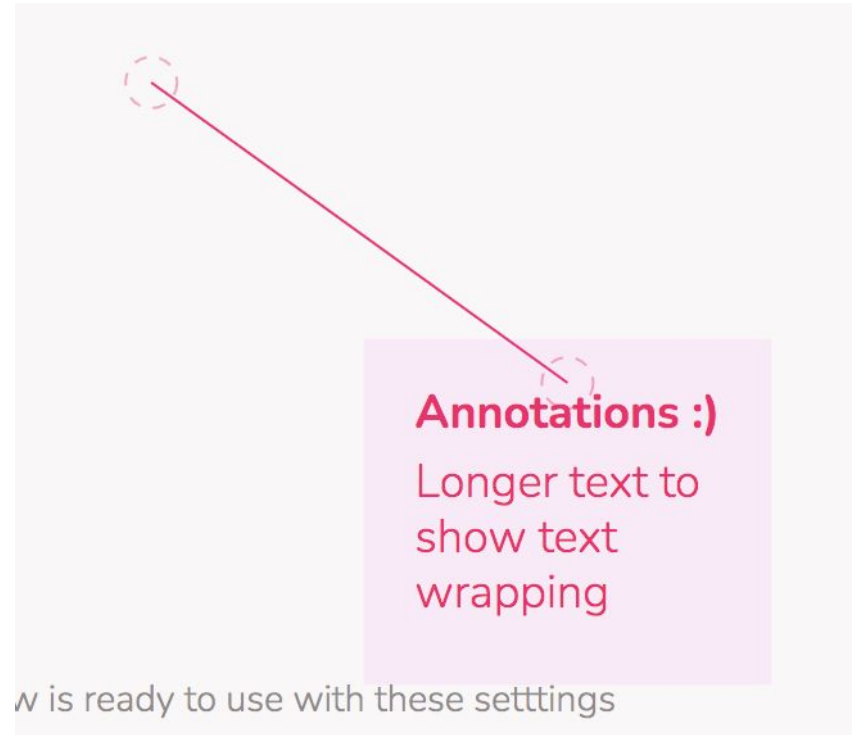 Annotations :)
Longer text to
show text
wrapping
w is ready to use with these setttings